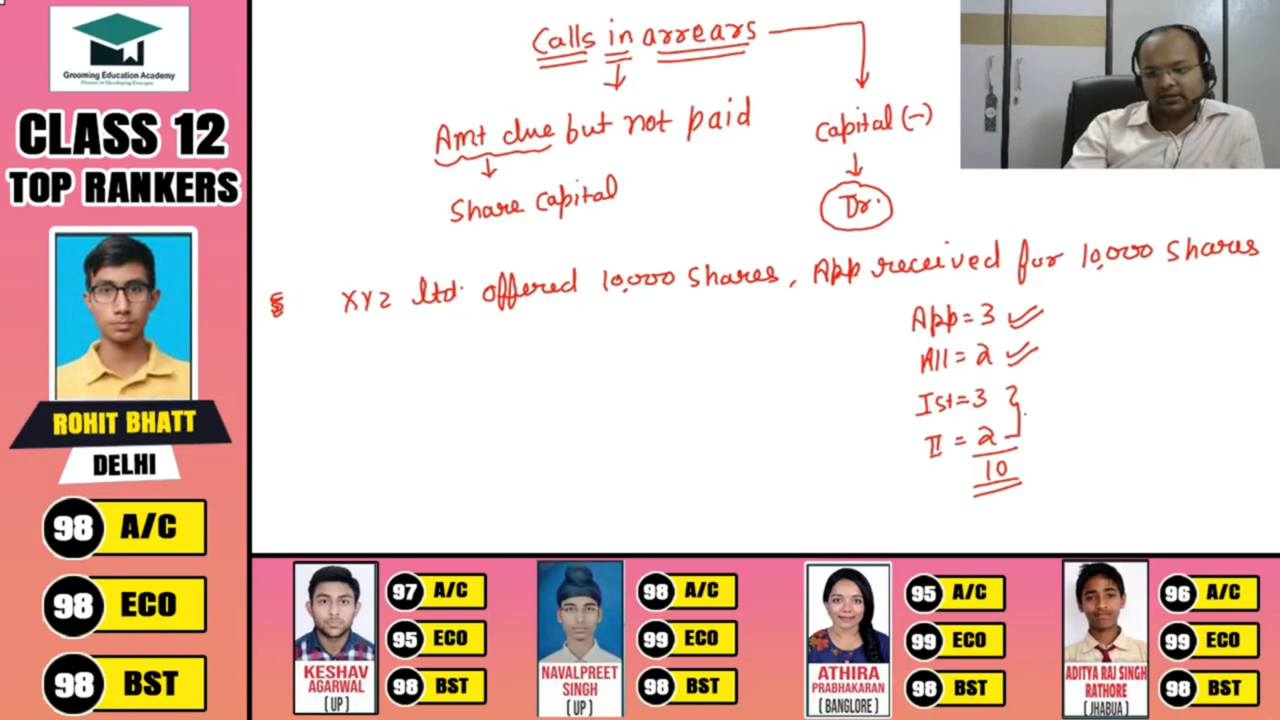 Grooming Education Academy
Pioneer in Developing Concepts
CLASS 12
TOP RANKERS
ROHIT BHATT
DELHI
98 A/C
98 ECO
98 BST
Calls in arrears
Amt due but not paid
Share Capital
Capital (-)
Dr.
XYZ ltd. offered 10,000 shares, App received for 10,000 shares
App = 3
All = 2
Ist = 3
II = 2
10
KESHAV
AGARWAL
(UP)
97 A/C
95 ECO
98 BST
NAVALPREET
SINGH
(UP)
98 A/C
99 ECO
98 BST
ATHIRA
PRABHAKARAN
(BANGLORE)
95 A/C
99 ECO
98 BST
ADITYA RAJ SINGH
RATHORE
(JHABUA)
96 A/C
99 ECO
98 BST